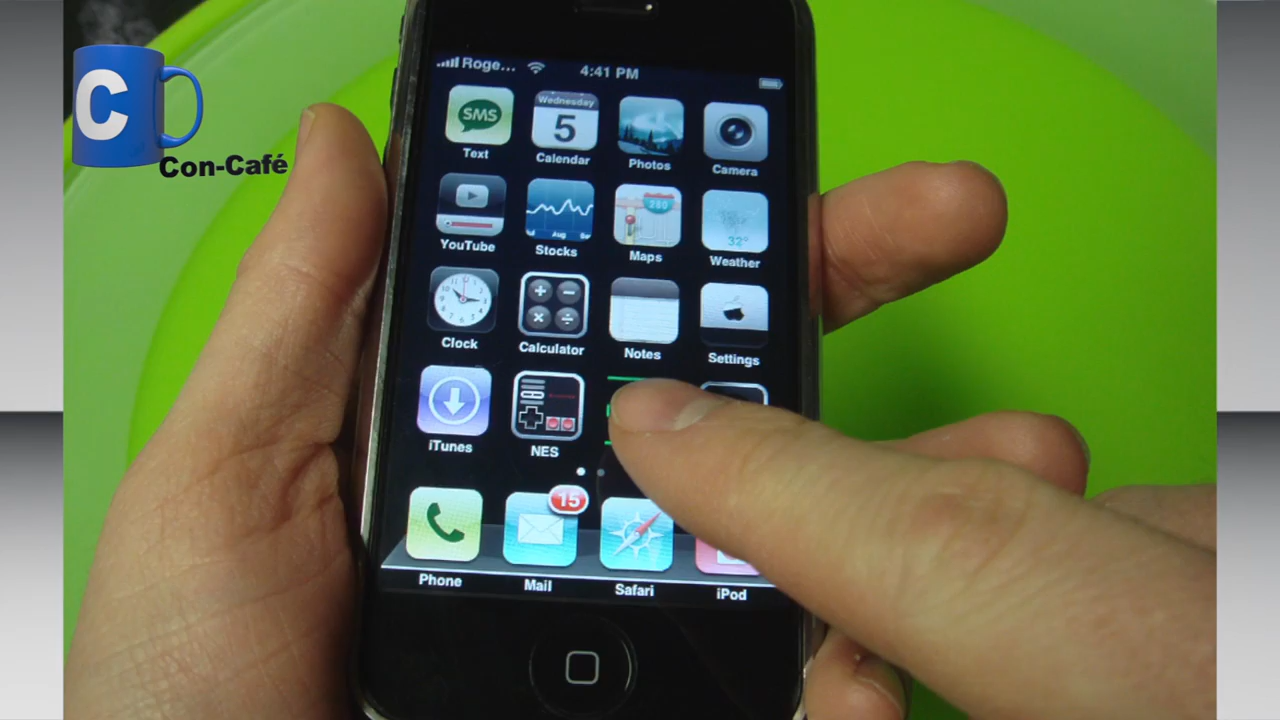 C
Con-Café
Roge... 4:41 PM
Wednesday
5
SMS
Text Calendar Photos Camera
280
32°
Aug
YouTube Stocks Maps Weather
Clock Calculator Notes Settings
iTunes NES
15
Phone Mail Safari iPod